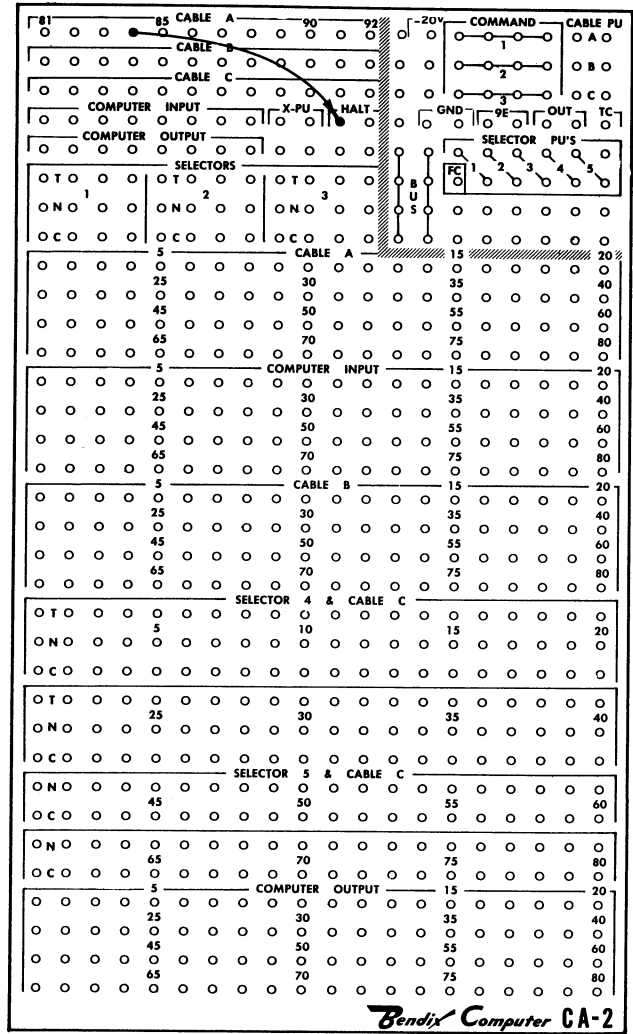 CABLE A
81 85 90 92
CABLE B
CABLE C
COMPUTER INPUT X-PU HALT
COMPUTER OUTPUT
-20V COMMAND CABLE PU
1 A
2 B
3 C
GND 9E OUT TC
SELECTOR PU'S
FC 1 2 3 4 5
BUS
SELECTORS
T T T
1 2 3
N N N
C C C
5 CABLE A 15 20
25 30 35 40
45 50 55 60
65 70 75 80
5 COMPUTER INPUT 15 20
25 30 35 40
45 50 55 60
65 70 75 80
5 CABLE B 15 20
25 30 35 40
45 50 55 60
65 70 75 80
SELECTOR 4 & CABLE C
T
5 10 15 20
N
C
T
25 30 35 40
N
C
SELECTOR 5 & CABLE C
N
45 50 55 60
C
N
65 70 75 80
C
5 COMPUTER OUTPUT 15 20
25 30 35 40
45 50 55 60
65 70 75 80
Bendix Computer CA-2